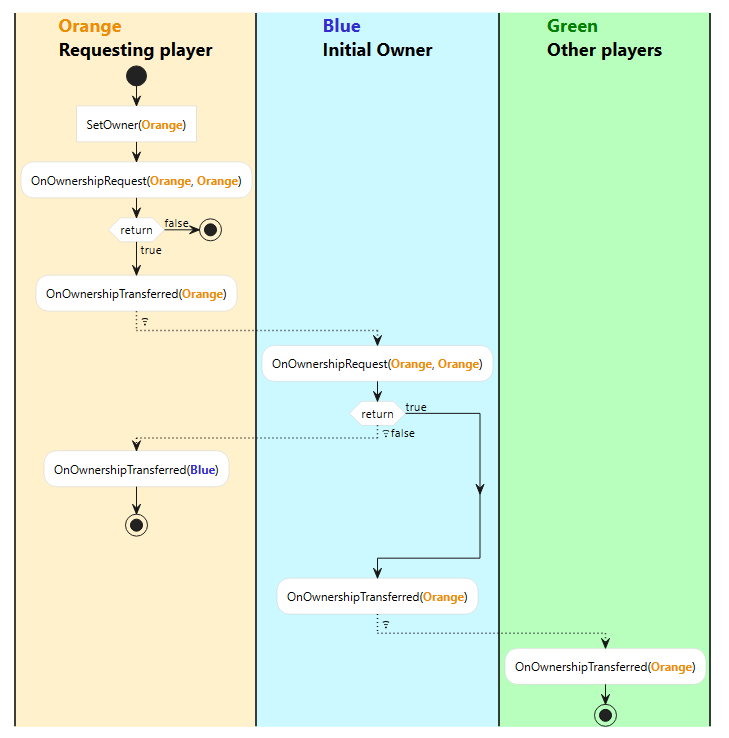 Orange
Requesting player
Blue
Initial Owner
Green
Other players
SetOwner(Orange)
OnOwnershipRequest(Orange, Orange)
return
false
true
OnOwnershipTransferred(Orange)
OnOwnershipRequest(Orange, Orange)
return
true
false
OnOwnershipTransferred(Blue)
OnOwnershipTransferred(Orange)
OnOwnershipTransferred(Orange)